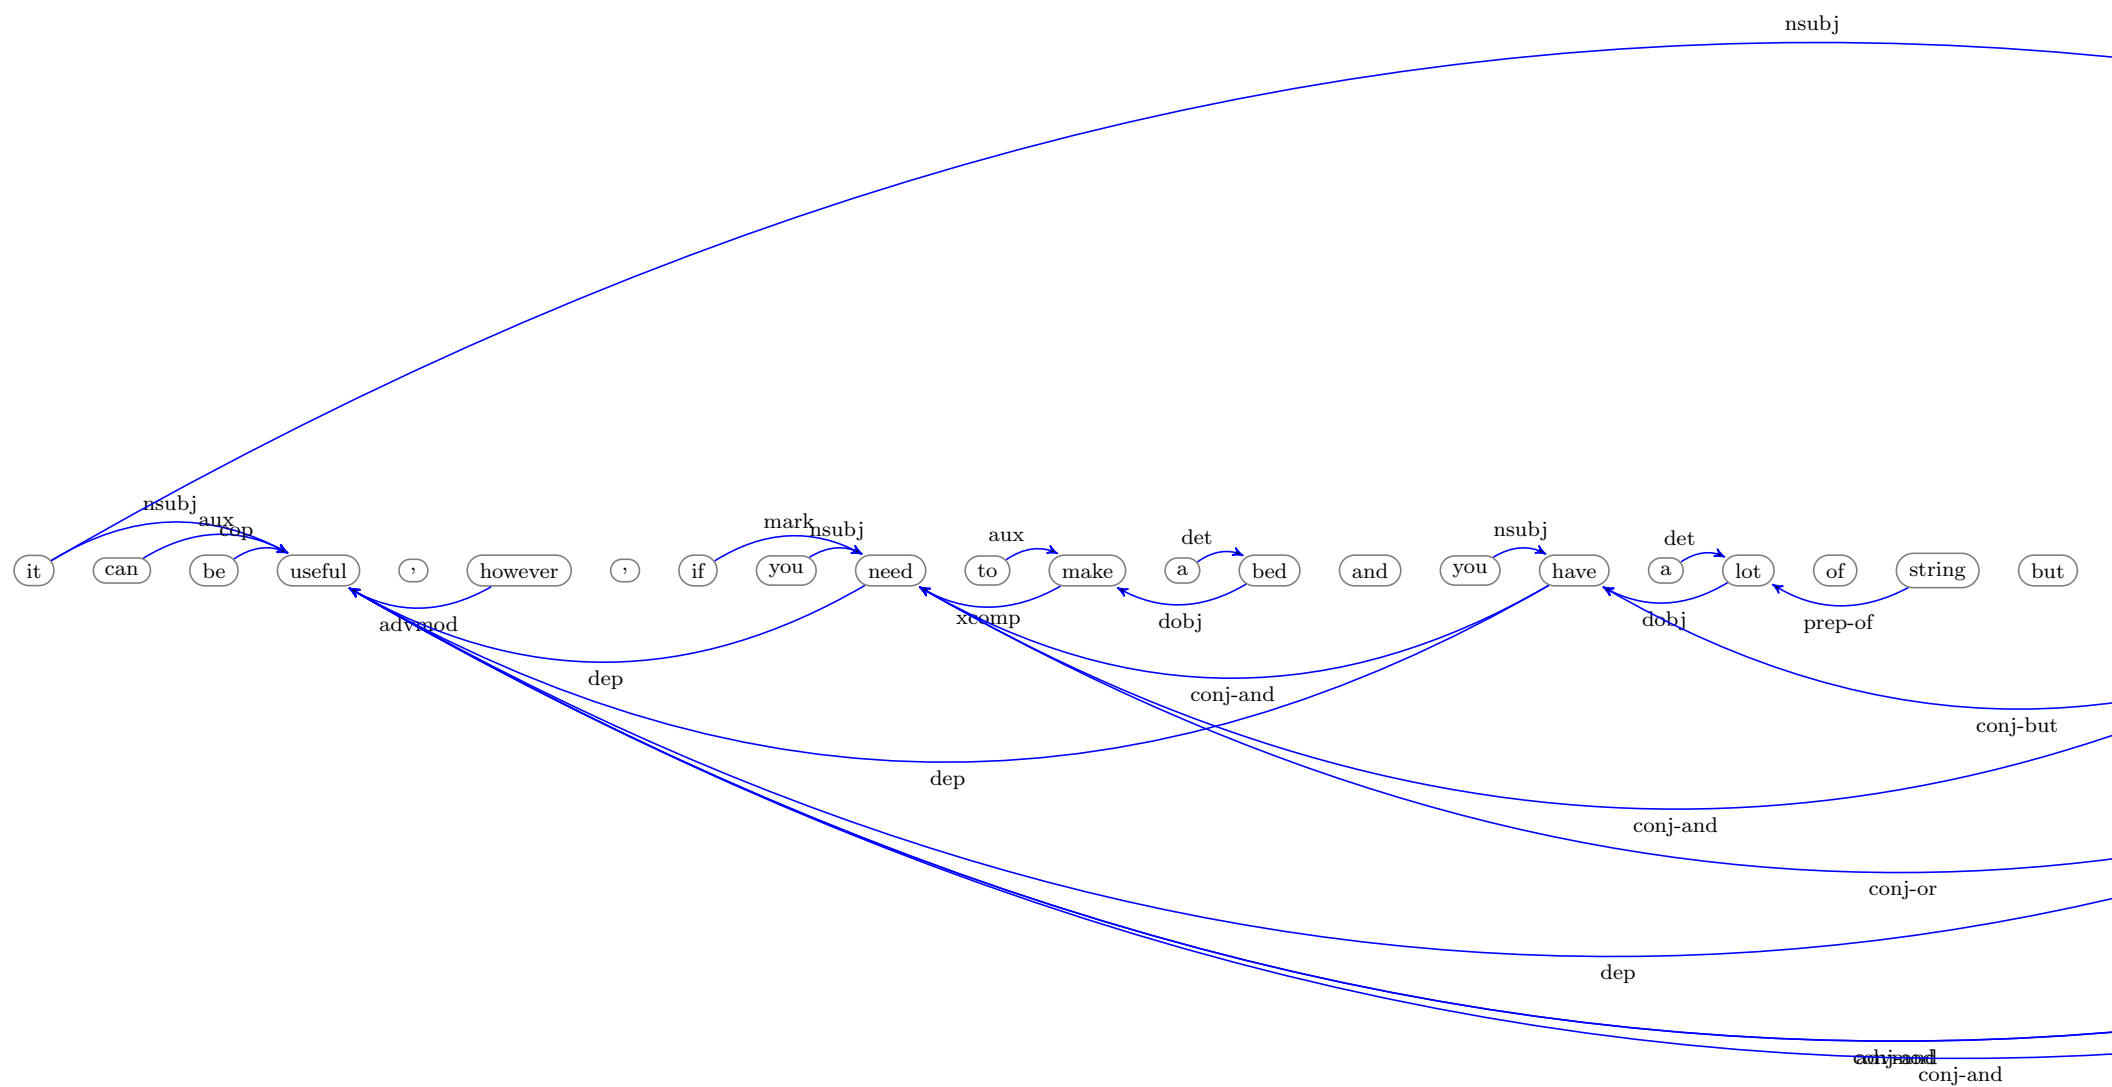 nsubj
nsubj
aux
cop
mark
nsubj
aux
det
nsubj
det
it can be useful , however , if you need to make a bed and you have a lot of string but
advmod
xcomp
dobj
dobj
prep-of
dep
conj-and
conj-but
dep
conj-and
conj-or
dep
conj-and